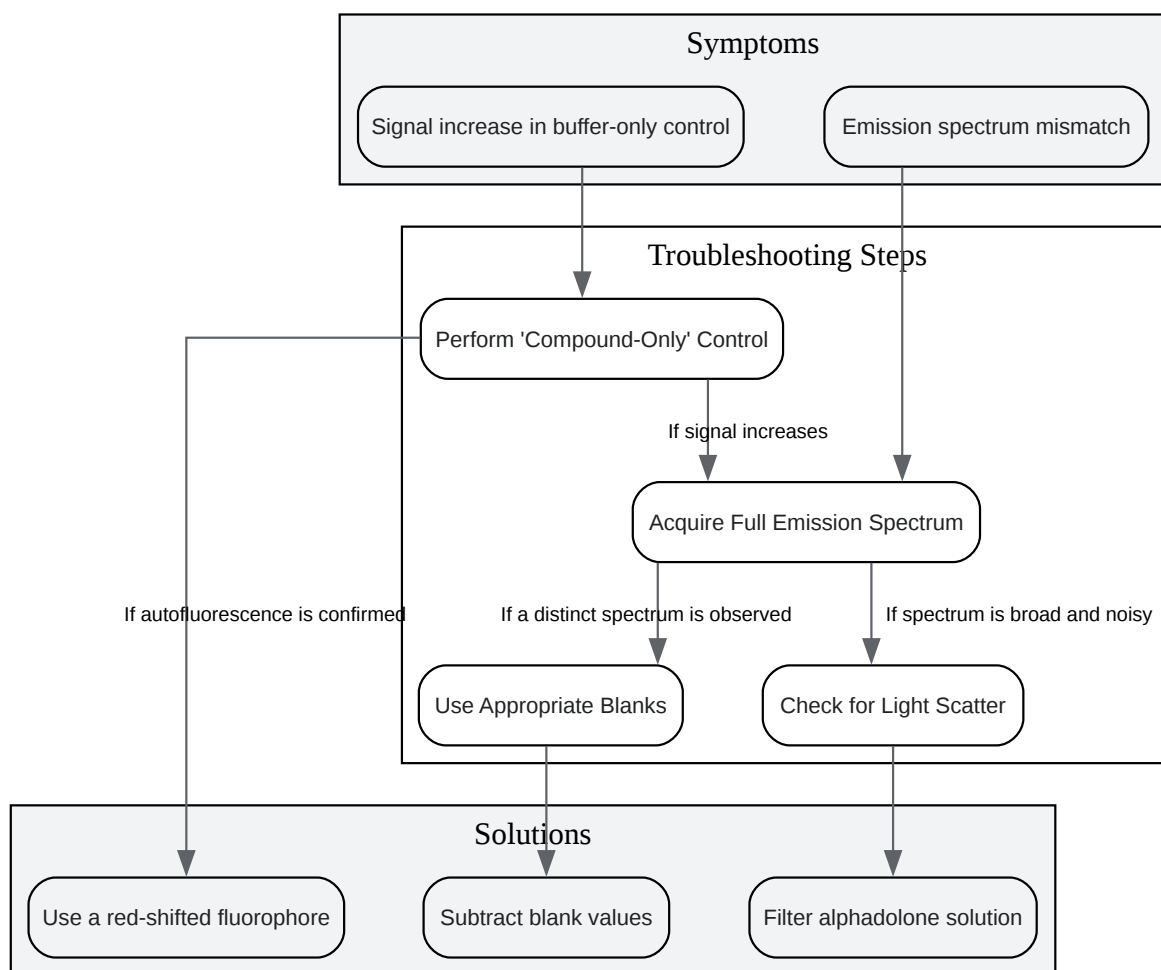 Symptoms
Signal increase in buffer-only control
Emission spectrum mismatch
Troubleshooting Steps
Perform 'Compound-Only' Control
If signal increases
Acquire Full Emission Spectrum
If autofluorescence is confirmed
If a distinct spectrum is observed
If spectrum is broad and noisy
Use Appropriate Blanks
Check for Light Scatter
Solutions
Use a red-shifted fluorophore
Subtract blank values
Filter alphadolone solution